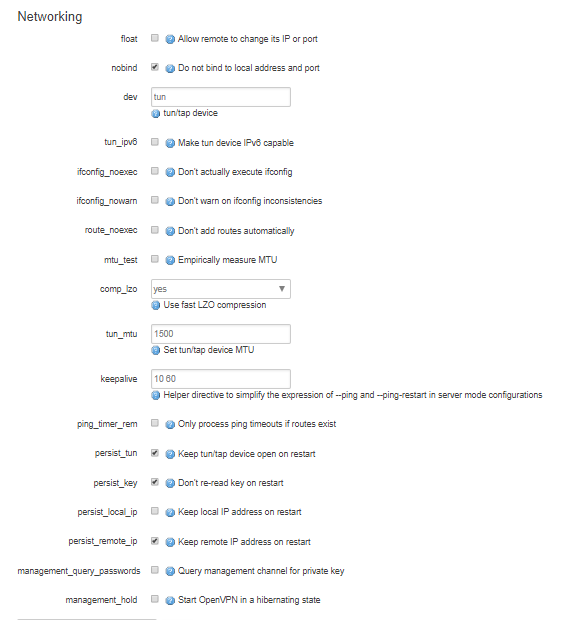 Networking
float Allow remote to change its IP or port
nobind Do not bind to local address and port
dev tun
tun/tap device
tun_ipv6 Make tun device IPv6 capable
ifconfig_noexec Don't actually execute ifconfig
ifconfig_nowarn Don't warn on ifconfig inconsistencies
route_noexec Don't add routes automatically
mtu_test Empirically measure MTU
comp_lzo yes
Use fast LZO compression
tun_mtu 1500
Set tun/tap device MTU
keepalive 10 60
Helper directive to simplify the expression of --ping and --ping-restart in server mode configurations
ping_timer_rem Only process ping timeouts if routes exist
persist_tun Keep tun/tap device open on restart
persist_key Don't re-read key on restart
persist_local_ip Keep local IP address on restart
persist_remote_ip Keep remote IP address on restart
management_query_passwords Query management channel for private key
management_hold Start OpenVPN in a hibernating state